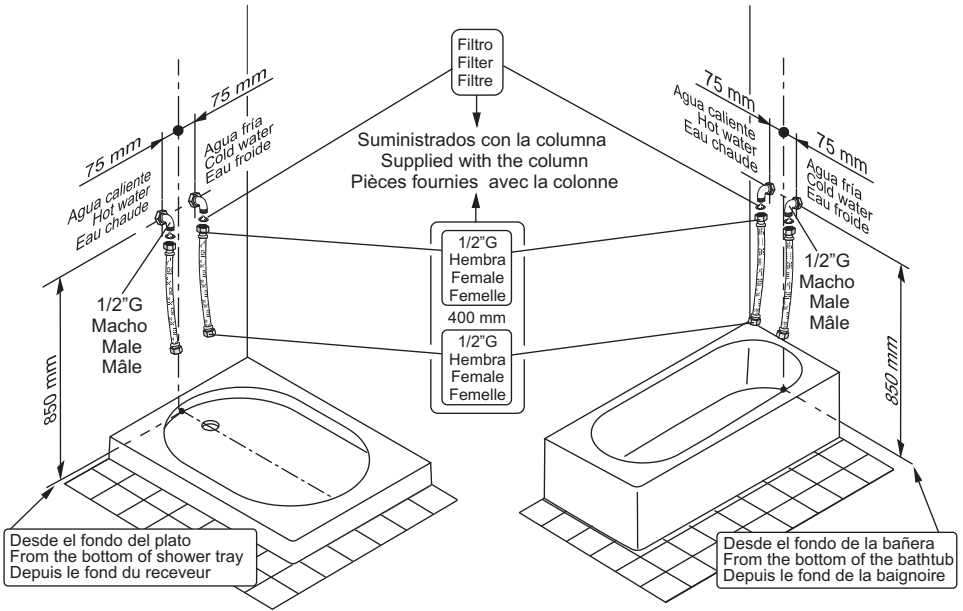 75 mm
75 mm
Agua caliente
Hot water
Eau chaude
Agua fría
Cold water
Eau froide
1/2”G
Macho
Male
Mâle
850 mm
Desde el fondo del plato
From the bottom of shower tray
Depuis le fond du receveur
Filtro
Filter
Filtre
Suministrados con la columna
Supplied with the column
Pièces fournies avec la colonne
1/2”G
Hembra
Female
Femelle
400 mm
1/2”G
Hembra
Female
Femelle
75 mm
75 mm
Agua caliente
Hot water
Eau chaude
Agua fría
Cold water
Eau froide
1/2”G
Macho
Male
Mâle
850 mm
Desde el fondo de la bañera
From the bottom of the bathtub
Depuis le fond de la baignoire